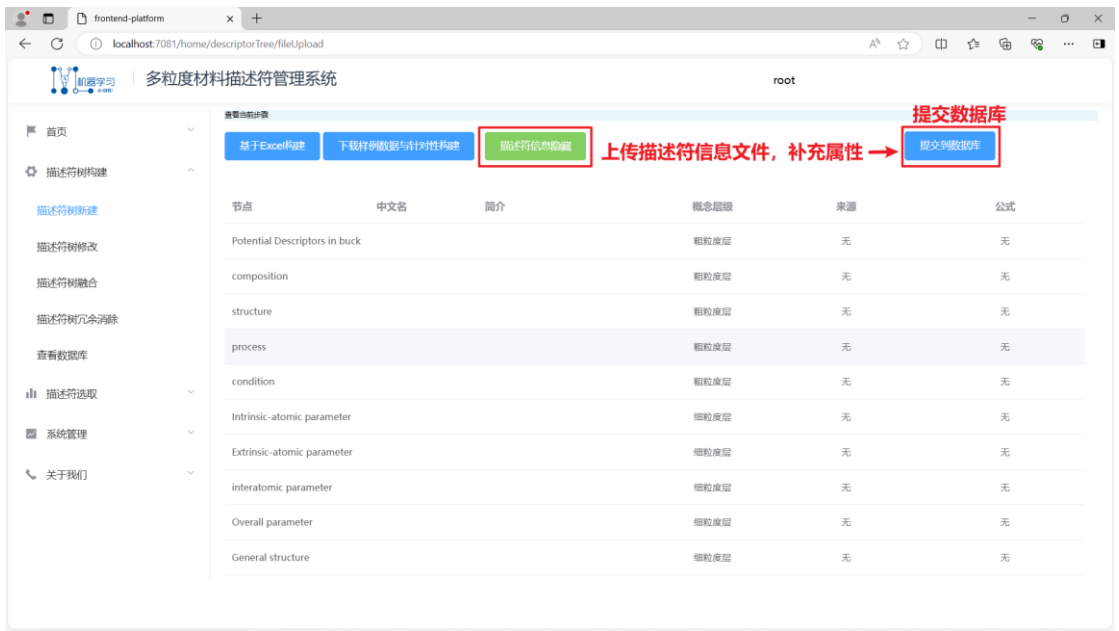 frontend-platform
localhost:7081/home/descriptorTree/fileUpload
机器学习 多粒度材料描述符管理系统 root
查看当前步骤
提交数据库
首页
基于Excel构建 下载样例数据与针对性构建 描述符信息隐藏 上传描述符信息文件，补充属性 提交到数据库
描述符树构建
描述符树新建
节点 中文名 简介 概念层级 来源 公式
描述符树修改
Potential Descriptors in buck 粗粒度层 无 无
描述符树融合
composition 粗粒度层 无 无
描述符树冗余消除
structure 粗粒度层 无 无
查看数据库
process 粗粒度层 无 无
描述符选取
condition 粗粒度层 无 无
Intrinsic-atomic parameter 细粒度层 无 无
系统管理
Extrinsic-atomic parameter 细粒度层 无 无
关于我们
interatomic parameter 细粒度层 无 无
Overall parameter 细粒度层 无 无
General structure 细粒度层 无 无